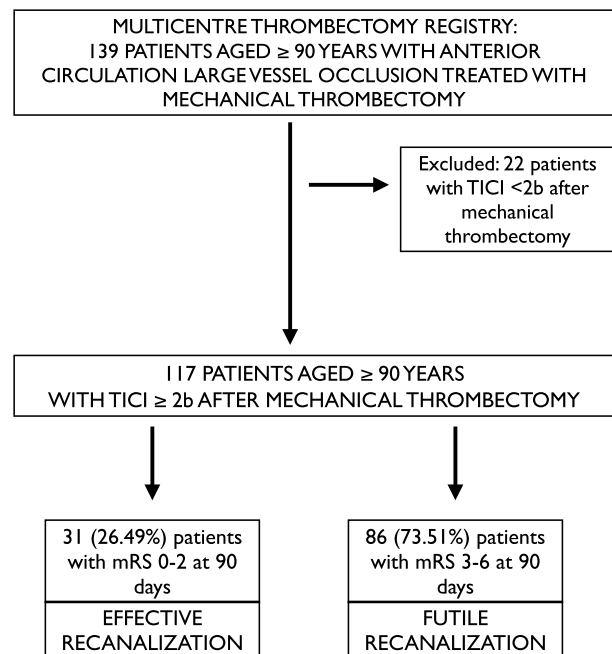 MULTICENTRE THROMBECTOMY REGISTRY:
139 PATIENTS AGED ≥ 90 YEARS WITH ANTERIOR
CIRCULATION LARGE VESSEL OCCLUSION TREATED WITH
MECHANICAL THROMBECTOMY
Excluded: 22 patients
with TICI <2b after
mechanical
thrombectomy
117 PATIENTS AGED ≥ 90 YEARS
WITH TICI ≥ 2b AFTER MECHANICAL THROMBECTOMY
31 (26.49%) patients
with mRS 0-2 at 90
days
EFFECTIVE
RECANALIZATION
86 (73.51%) patients
with mRS 3-6 at 90
days
FUTILE
RECANALIZATION